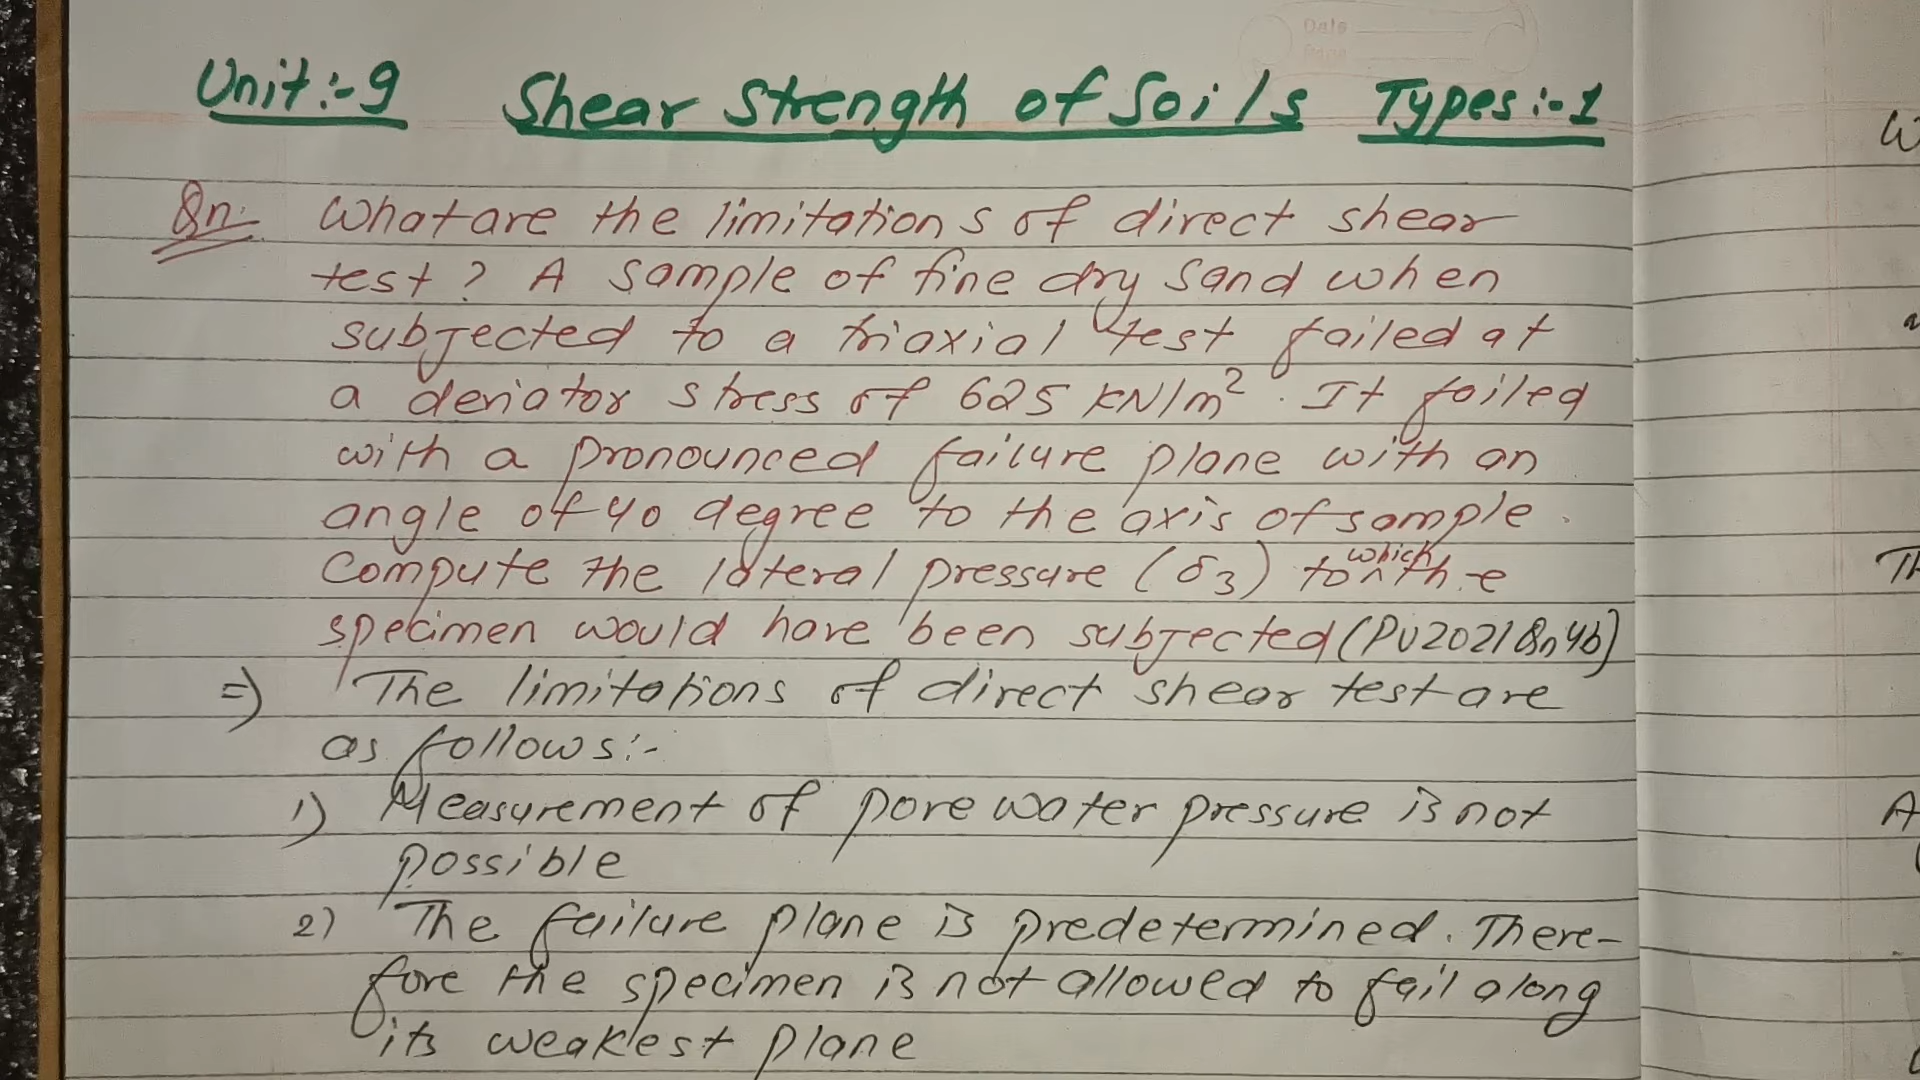 Date
Page
Unit:-9 Shear Strength of Soils Types:-1
Qn. What are the limitations of direct shear
test? A sample of fine dry sand when
subjected to a triaxial test failed at
a deviator stress of 625 KN/m². It failed
with a pronounced failure plane with an
angle of 40 degree to the axis of sample.
Compute the lateral pressure (σ3) to which the
specimen would have been subjected (PU2021 Qn4b)
=) The limitations of direct shear test are
as follows:-
1) Measurement of pore water pressure is not
possible
2) The failure plane is predetermined. There-
fore the specimen is not allowed to fail along
its weakest plane
W
Th
A